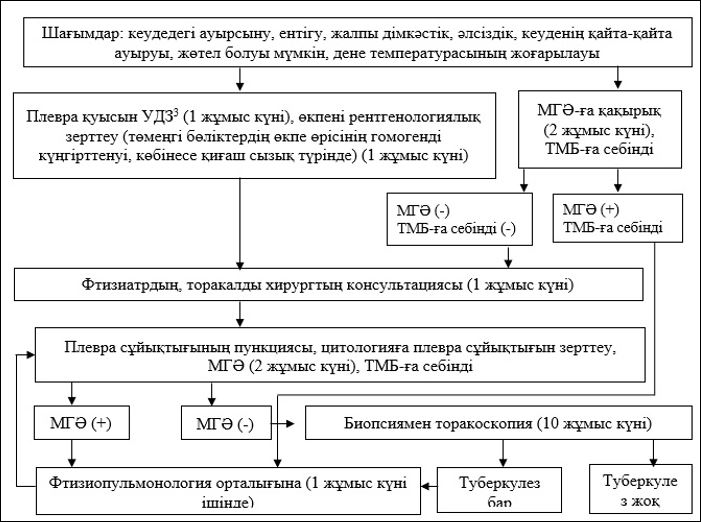 Шағымдар: кеудедегі ауырсыну, ентігу, жалпы дімкәстік, әлсіздік, кеуденің қайта-қайта
ауыруы, жөтел болуы мүмкін, дене температурасының жоғарылауы
Плевра қуысын УДЗ³ (1 жұмыс күні), өкпені рентгенологиялық
зерттеу (төмеңгі бөліктердің өкпе өрісінің гомогенді
күңгірттенуі, көбінесе қиғаш сызық түрінде) (1 жұмыс күні)
МГӘ-ға қақырық
(2 жұмыс күні),
ТМБ-ға себінді
МГӘ (-)
ТМБ-ға себінді (-)
МГӘ (+)
ТМБ-ға себінді
Фтизиатрдың, торакалды хирургтың консультациясы (1 жұмыс күні)
Плевра сұйықтығының пункциясы, цитологияға плевра сұйықтығын зерттеу,
МГӘ (2 жұмыс күні), ТМБ-ға себінді
МГӘ (+)
МГӘ (-)
Биопсиямен торакоскопия (10 жұмыс күні)
Фтизиопульмонология орталығына (1 жұмыс күні
ішінде)
Туберкулез
бар
Туберкуле
з жоқ